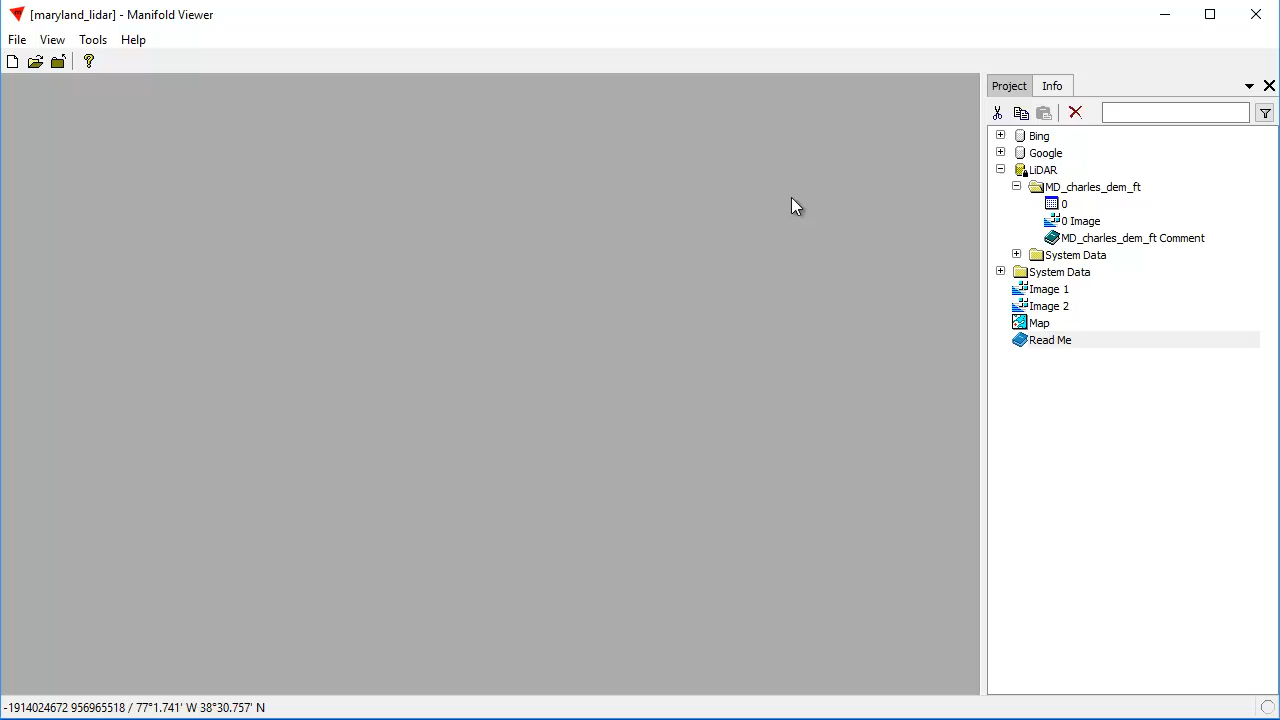 [maryland_lidar] - Manifold Viewer
File View Tools Help
?
Project Info
Bing
Google
LiDAR
MD_charles_dem_ft
0
0 Image
MD_charles_dem_ft Comment
System Data
System Data
Image 1
Image 2
Map
Read Me
-1914024672 956965518 / 77°1.741' W 38°30.757' N